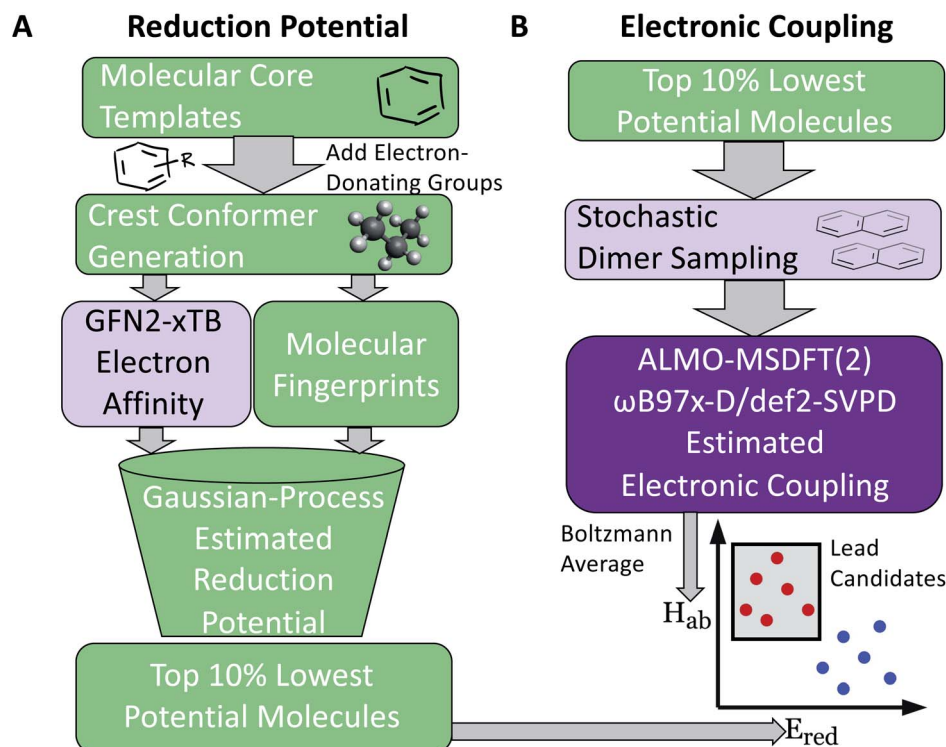 A
Reduction Potential
Molecular Core
Templates
R
Add Electron-
Donating Groups
Crest Conformer
Generation
GFN2-xTB
Electron
Affinity
Molecular
Fingerprints
Gaussian-Process
Estimated
Reduction
Potential
Top 10% Lowest
Potential Molecules
B
Electronic Coupling
Top 10% Lowest
Potential Molecules
Stochastic
Dimer Sampling
ALMO-MSDFT(2)
ωB97x-D/def2-SVPD
Estimated
Electronic Coupling
Boltzmann
Average
Lead
Candidates
H_ab
E_red